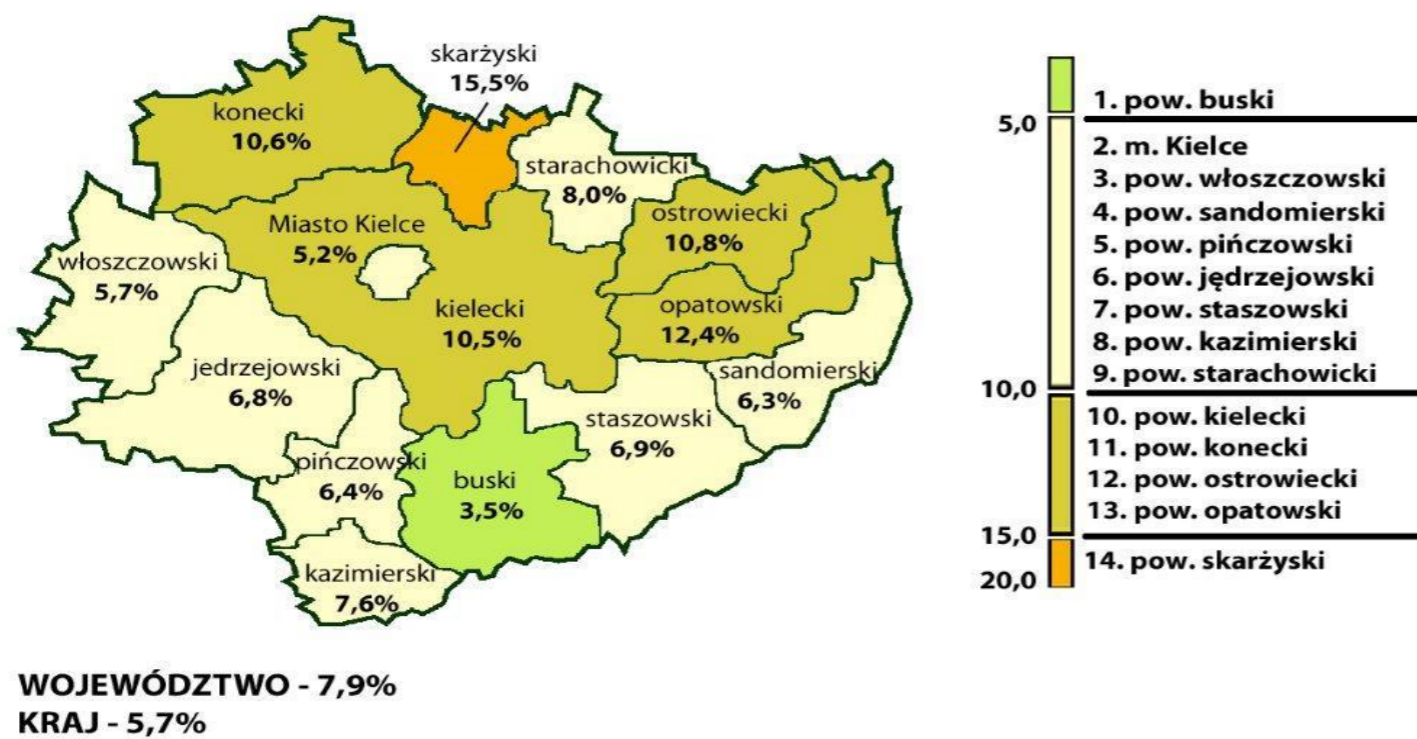 skarżyski
15,5%
konecki
10,6%
starachowicki
8,0%
ostrowiecki
10,8%
Miasto Kielce
5,2%
włoszczowski
5,7%
kielecki
10,5%
opatowski
12,4%
jedrzejowski
6,8%
sandomierski
6,3%
staszowski
6,9%
pińczowski
6,4%
buski
3,5%
kazimierski
7,6%
WOJEWÓDZTWO - 7,9%
KRAJ - 5,7%
1. pow. buski
5,0
2. m. Kielce
3. pow. włoszczowski
4. pow. sandomierski
5. pow. pińczowski
6. pow. jędrzejowski
7. pow. staszowski
8. pow. kazimierski
9. pow. starachowicki
10,0
10. pow. kielecki
11. pow. konecki
12. pow. ostrowiecki
13. pow. opatowski
15,0
14. pow. skarżyski
20,0